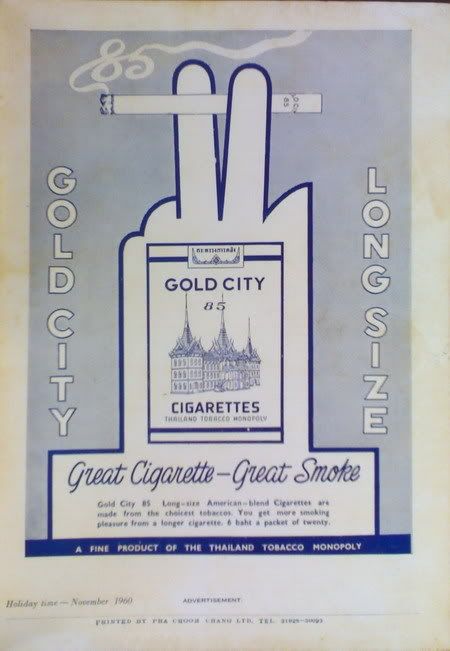 85
85
GOLD CITY
LONG SIZE
GOLD CITY
85
CIGARETTES
THAILAND TOBACCO MONOPOLY
Great Cigarette—Great Smoke
Gold City 85 Long-size American-blend Cigarettes are
made from the choicest tobaccos. You get more smoking
pleasure from a longer cigarette. 6 baht a packet of twenty.
A FINE PRODUCT OF THE THAILAND TOBACCO MONOPOLY
Holiday time — November 1960
ADVERTISEMENT.
PRINTED BY PRA CHOOM CHANG LTD, TEL.